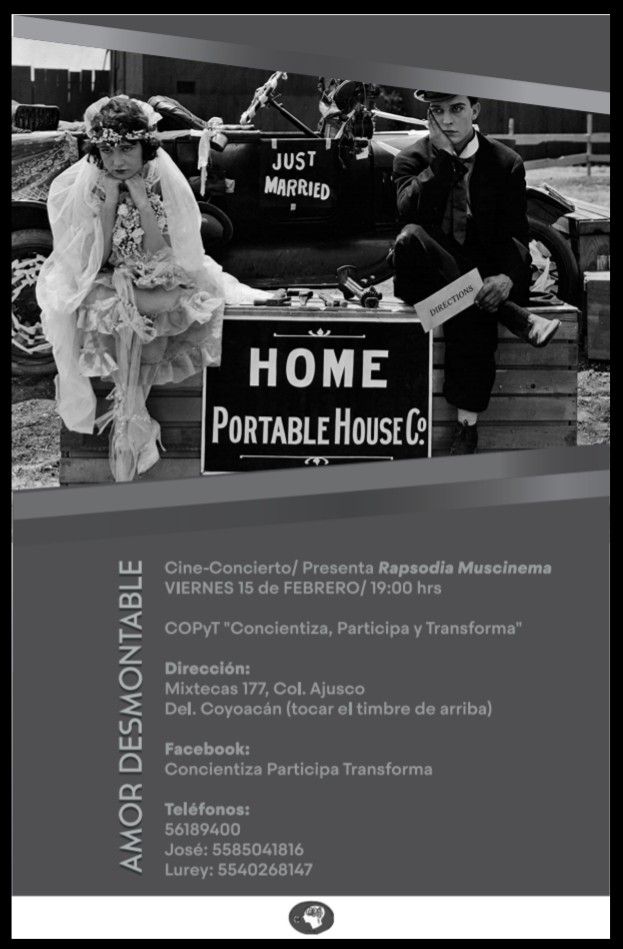 JUST
MARRIED
DIRECTIONS
HOME
PORTABLE HOUSE Co.
AMOR DESMONTABLE
Cine-Concierto/ Presenta Rapsodia Muscinema
VIERNES 15 de FEBRERO/ 19:00 hrs
COPyT "Concientiza, Participa y Transforma"
Dirección:
Mixtecas 177, Col. Ajusco
Del. Coyoacán (tocar el timbre de arriba)
Facebook:
Concientiza Participa Transforma
Teléfonos:
56189400
José: 5585041816
Lurey: 5540268147